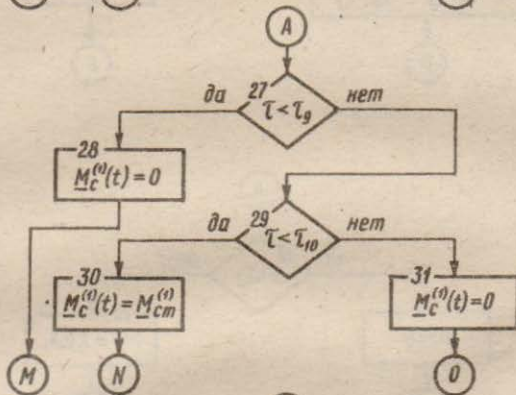 A
27
да
τ < τ₉
нет
28
M_c^(1)(t) = 0
29
да
τ < τ₁₀
нет
30
M_c^(1)(t) = M_cm^(1)
31
M_c^(1)(t) = 0
M
N
O